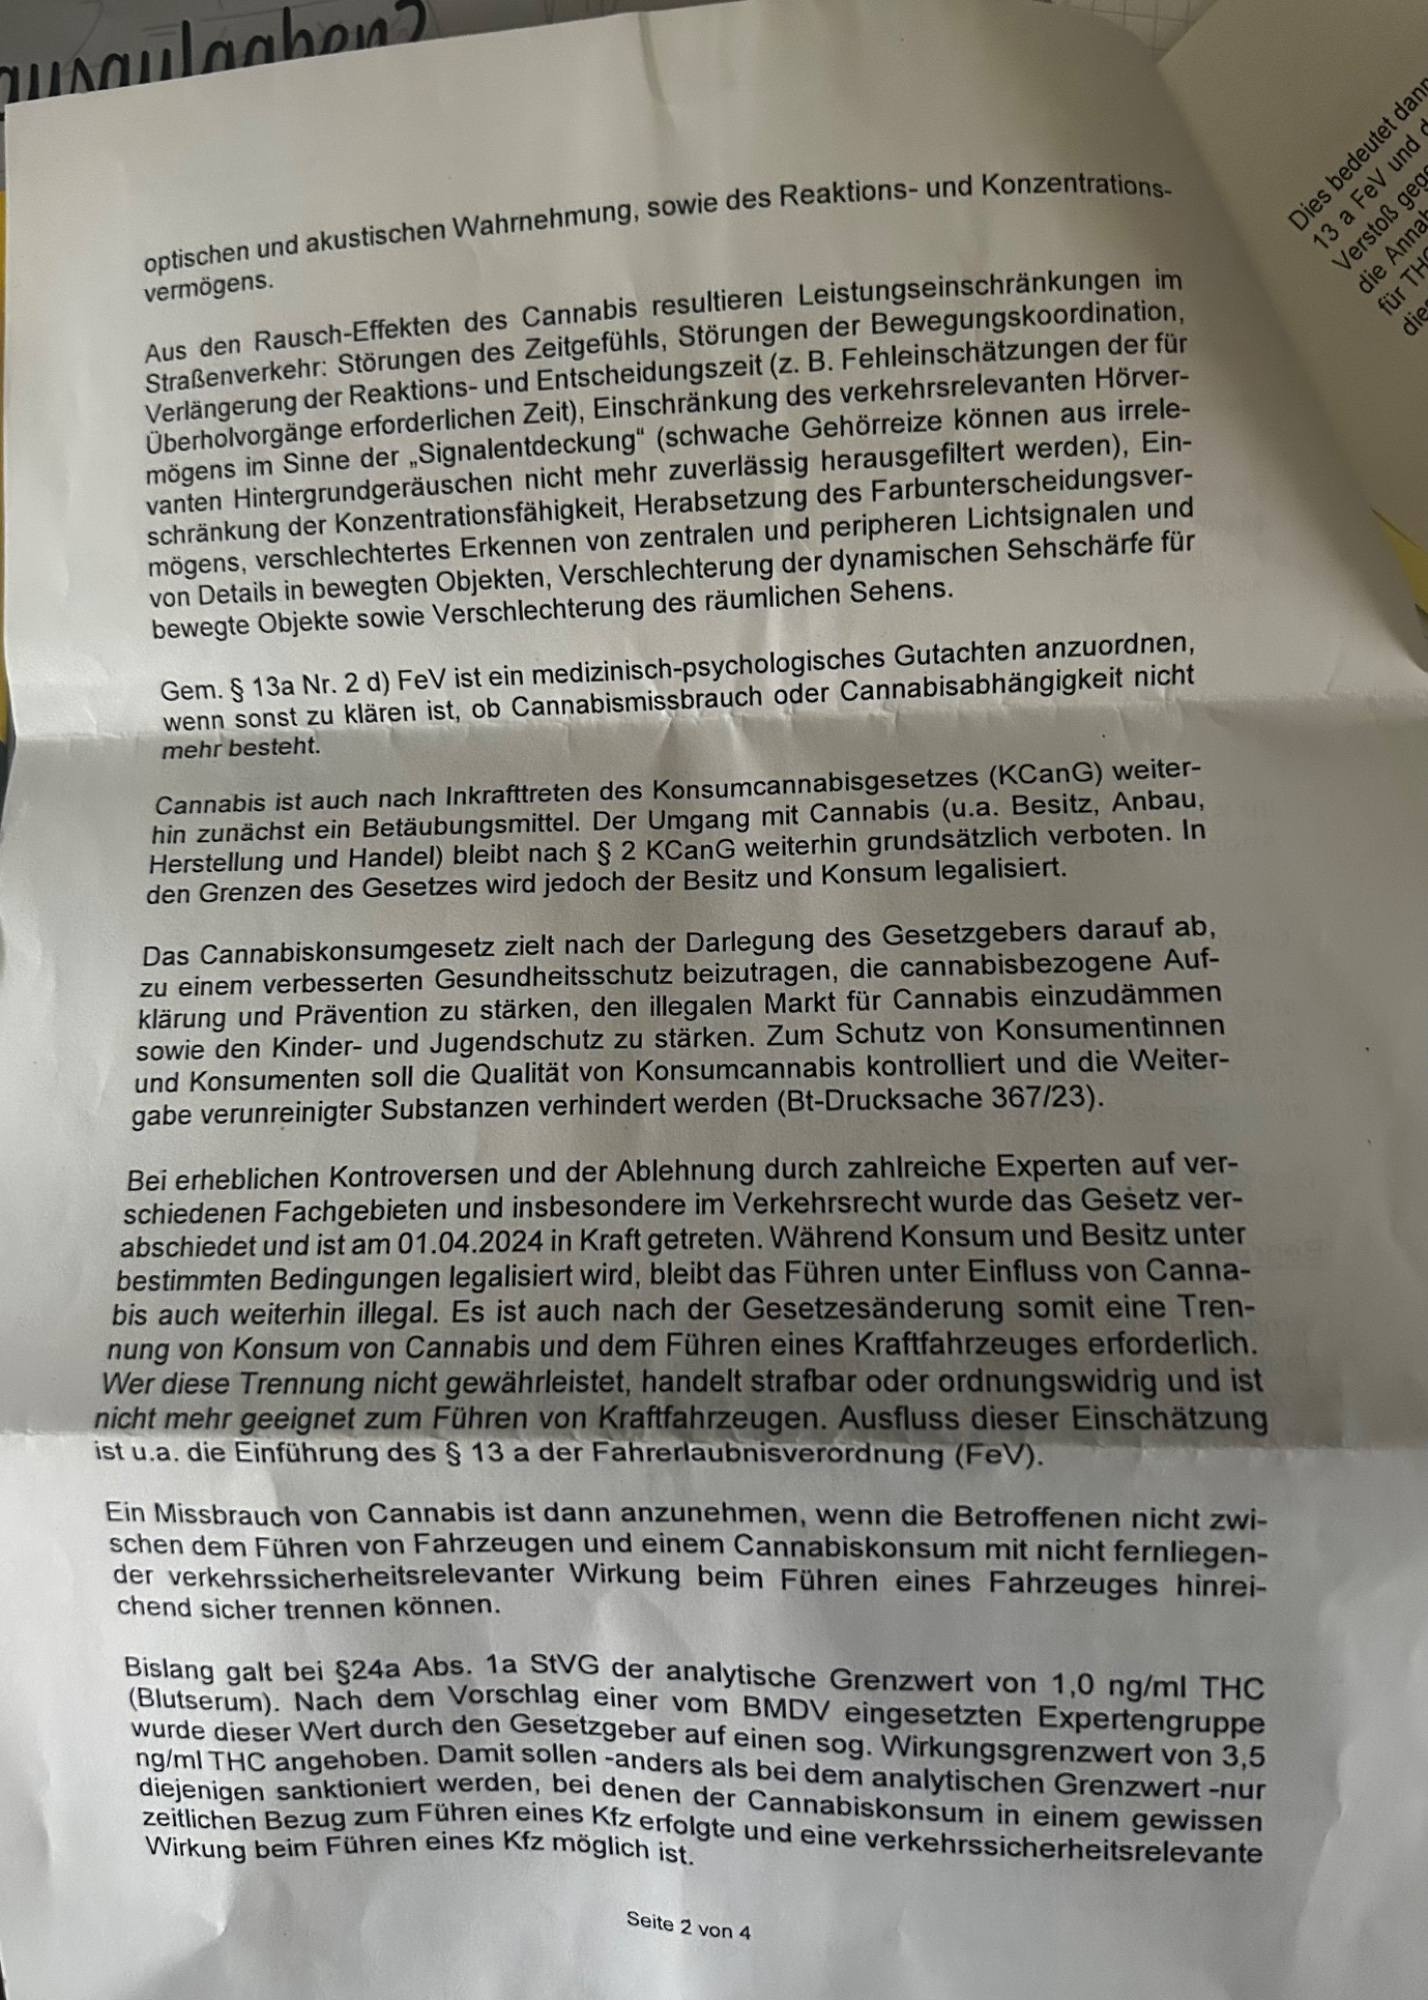 ausgulaahen?
optischen und akustischen Wahrnehmung, sowie des Reaktions- und Konzentrations-
vermögens.
Aus den Rausch-Effekten des Cannabis resultieren Leistungseinschränkungen im
Straßenverkehr: Störungen des Zeitgefühls, Störungen der Bewegungskoordination,
Verlängerung der Reaktions- und Entscheidungszeit (z. B. Fehleinschätzungen der für
Überholvorgänge erforderlichen Zeit), Einschränkung des verkehrsrelevanten Hörver-
mögens im Sinne der „Signalentdeckung“ (schwache Gehörreize können aus irrele-
vanten Hintergrundgeräuschen nicht mehr zuverlässig herausgefiltert werden), Ein-
schränkung der Konzentrationsfähigkeit, Herabsetzung des Farbunterscheidungsver-
mögens, verschlechtertes Erkennen von zentralen und peripheren Lichtsignalen und
von Details in bewegten Objekten, Verschlechterung der dynamischen Sehschärfe für
bewegte Objekte sowie Verschlechterung des räumlichen Sehens.
Gem. § 13a Nr. 2 d) FeV ist ein medizinisch-psychologisches Gutachten anzuordnen,
wenn sonst zu klären ist, ob Cannabismissbrauch oder Cannabisabhängigkeit nicht
mehr besteht.
Cannabis ist auch nach Inkrafttreten des Konsumcannabisgesetzes (KCanG) weiter-
hin zunächst ein Betäubungsmittel. Der Umgang mit Cannabis (u.a. Besitz, Anbau,
Herstellung und Handel) bleibt nach § 2 KCanG weiterhin grundsätzlich verboten. In
den Grenzen des Gesetzes wird jedoch der Besitz und Konsum legalisiert.
Das Cannabiskonsumgesetz zielt nach der Darlegung des Gesetzgebers darauf ab,
zu einem verbesserten Gesundheitsschutz beizutragen, die cannabisbezogene Auf-
klärung und Prävention zu stärken, den illegalen Markt für Cannabis einzudämmen
sowie den Kinder- und Jugendschutz zu stärken. Zum Schutz von Konsumentinnen
und Konsumenten soll die Qualität von Konsumcannabis kontrolliert und die Weiter-
gabe verunreinigter Substanzen verhindert werden (Bt-Drucksache 367/23).
Bei erheblichen Kontroversen und der Ablehnung durch zahlreiche Experten auf ver-
schiedenen Fachgebieten und insbesondere im Verkehrsrecht wurde das Gesetz ver-
abschiedet und ist am 01.04.2024 in Kraft getreten. Während Konsum und Besitz unter
bestimmten Bedingungen legalisiert wird, bleibt das Führen unter Einfluss von Canna-
bis auch weiterhin illegal. Es ist auch nach der Gesetzesänderung somit eine Tren-
nung von Konsum von Cannabis und dem Führen eines Kraftfahrzeuges erforderlich.
Wer diese Trennung nicht gewährleistet, handelt strafbar oder ordnungswidrig und ist
nicht mehr geeignet zum Führen von Kraftfahrzeugen. Ausfluss dieser Einschätzung
ist u.a. die Einführung des § 13 a der Fahrerlaubnisverordnung (FeV).
Ein Missbrauch von Cannabis ist dann anzunehmen, wenn die Betroffenen nicht zwi-
schen dem Führen von Fahrzeugen und einem Cannabiskonsum mit nicht fernliegen-
der verkehrssicherheitsrelevanter Wirkung beim Führen eines Fahrzeuges hinrei-
chend sicher trennen können.
Bislang galt bei §24a Abs. 1a StVG der analytische Grenzwert von 1,0 ng/ml THC
(Blutserum). Nach dem Vorschlag einer vom BMDV eingesetzten Expertengruppe
wurde dieser Wert durch den Gesetzgeber auf einen sog. Wirkungsgrenzwert von 3,5
ng/ml THC angehoben. Damit sollen -anders als bei dem analytischen Grenzwert -nur
diejenigen sanktioniert werden, bei denen der Cannabiskonsum in einem gewissen
zeitlichen Bezug zum Führen eines Kfz erfolgte und eine verkehrssicherheitsrelevante
Wirkung beim Führen eines Kfz möglich ist.
Seite 2 von 4
Dies bedeutet dann
13 a FeV und d
Verstoß gege
die Annah
für THC
die